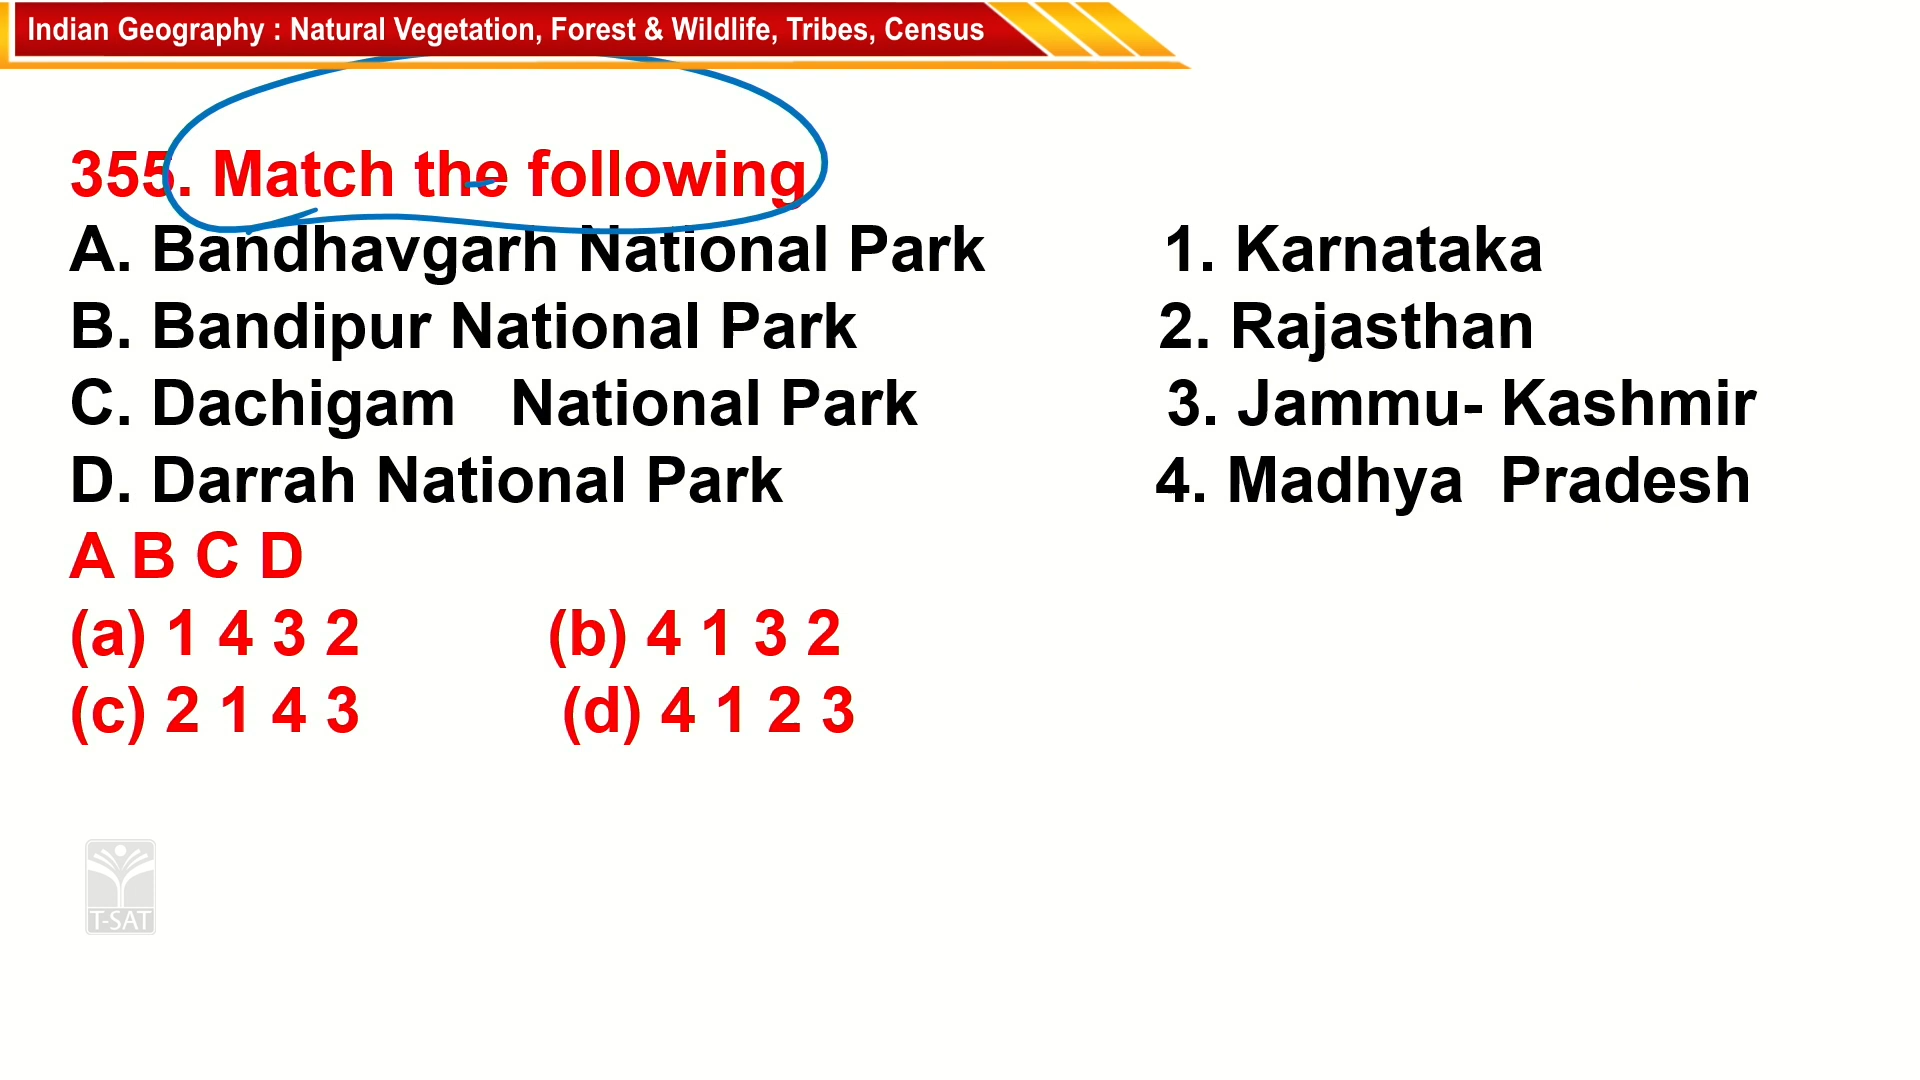 Indian Geography : Natural Vegetation, Forest & Wildlife, Tribes, Census
355. Match the following
A. Bandhavgarh National Park 1. Karnataka
B. Bandipur National Park 2. Rajasthan
C. Dachigam National Park 3. Jammu- Kashmir
D. Darrah National Park 4. Madhya Pradesh
A B C D
(a) 1 4 3 2 (b) 4 1 3 2
(c) 2 1 4 3 (d) 4 1 2 3
T-SAT